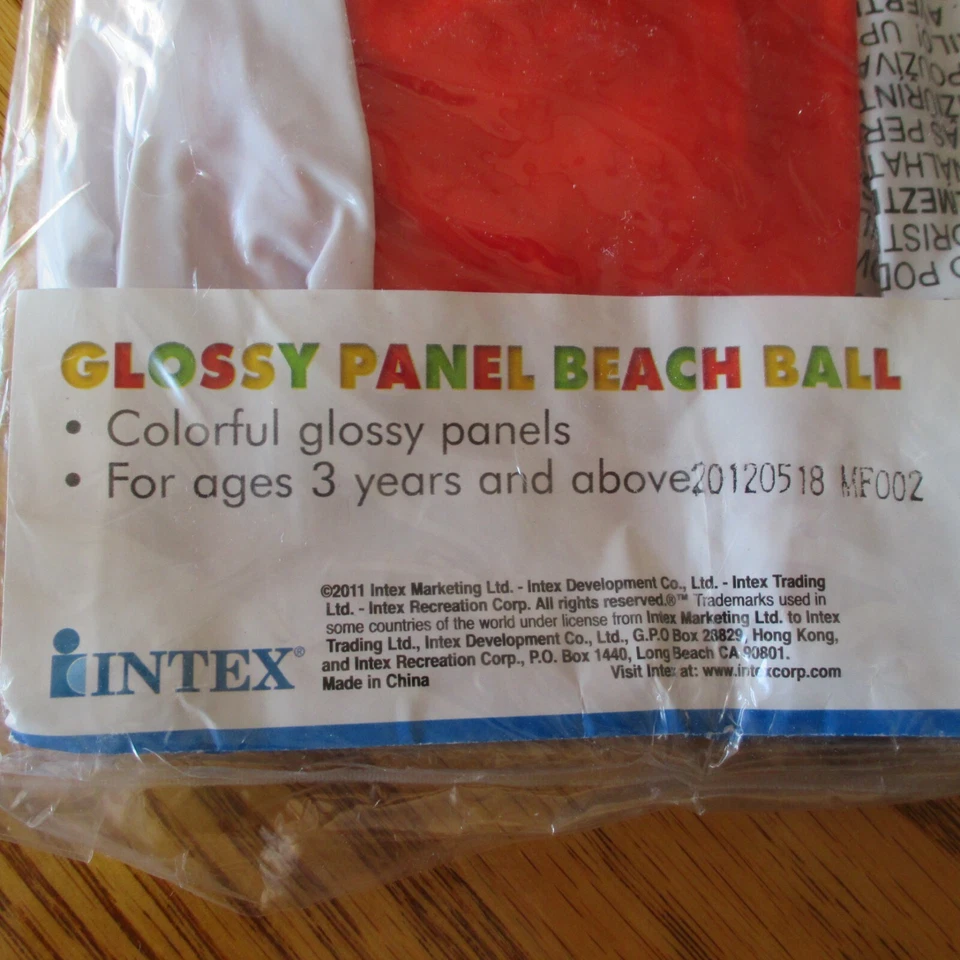 GLOSSY PANEL BEACH BALL
• Colorful glossy panels
• For ages 3 years and above20120518 MF002
©2011 Intex Marketing Ltd. - Intex Development Co., Ltd. - Intex Trading
Ltd. - Intex Recreation Corp. All rights reserved.®™ Trademarks used in
some countries of the world under license from Intex Marketing Ltd. to Intex
Trading Ltd., Intex Development Co., Ltd., G.P.O Box 28829, Hong Kong,
and Intex Recreation Corp., P.O. Box 1440, Long Beach CA 90801.
Made in China
Visit Intex at: www.intexcorp.com
INTEX®